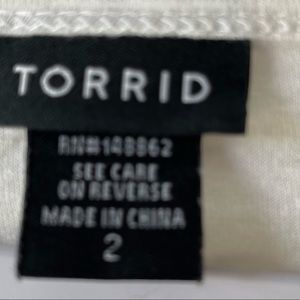 TORRID
RN#148862
SEE CARE
ON REVERSE
MADE IN CHINA
2